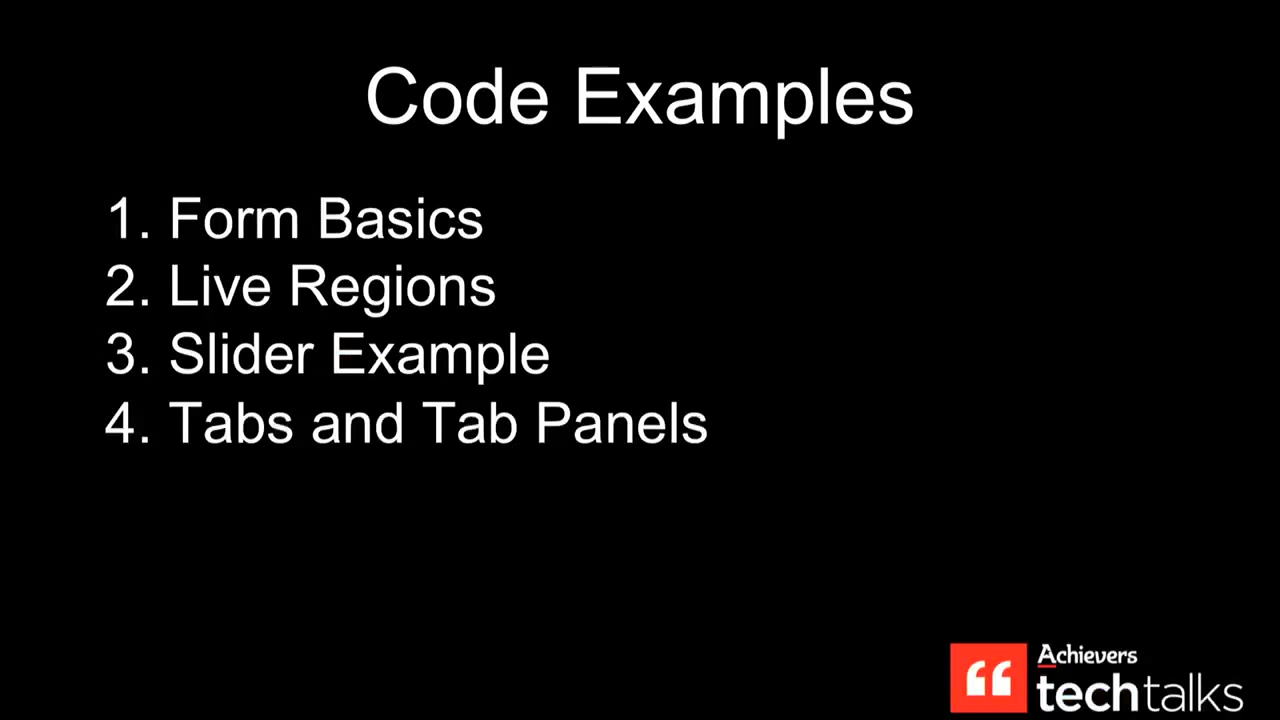 Code Examples
1. Form Basics
2. Live Regions
3. Slider Example
4. Tabs and Tab Panels
Achievers
techtalks